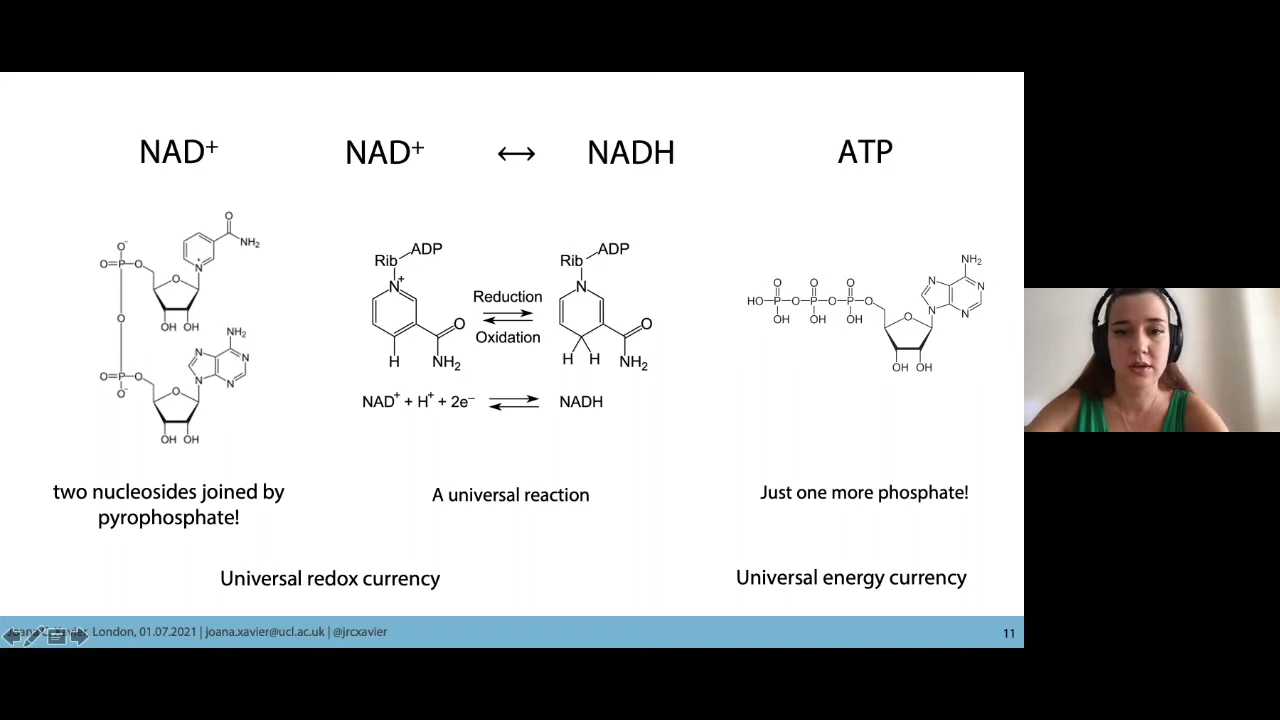 NAD+
NAD+ ↔ NADH
ATP
O
NH2
N+
O-
O=P-O
O
OH OH
O
NH2
N
N
N
N
O-
O=P-O
O
OH OH
Rib-ADP
N+
O
H
NH2
Reduction
Oxidation
Rib-ADP
N
O
H H
NH2
NAD+ + H+ + 2e– ⇌ NADH
NH2
N
N
N
N
O O O
HO-P-O-P-O-P-O
OH OH OH
O
OH OH
two nucleosides joined by
pyrophosphate!
A universal reaction
Just one more phosphate!
Universal redox currency
Universal energy currency
Joana C. Xavier, London, 01.07.2021 | joana.xavier@ucl.ac.uk | @jrcxavier
11